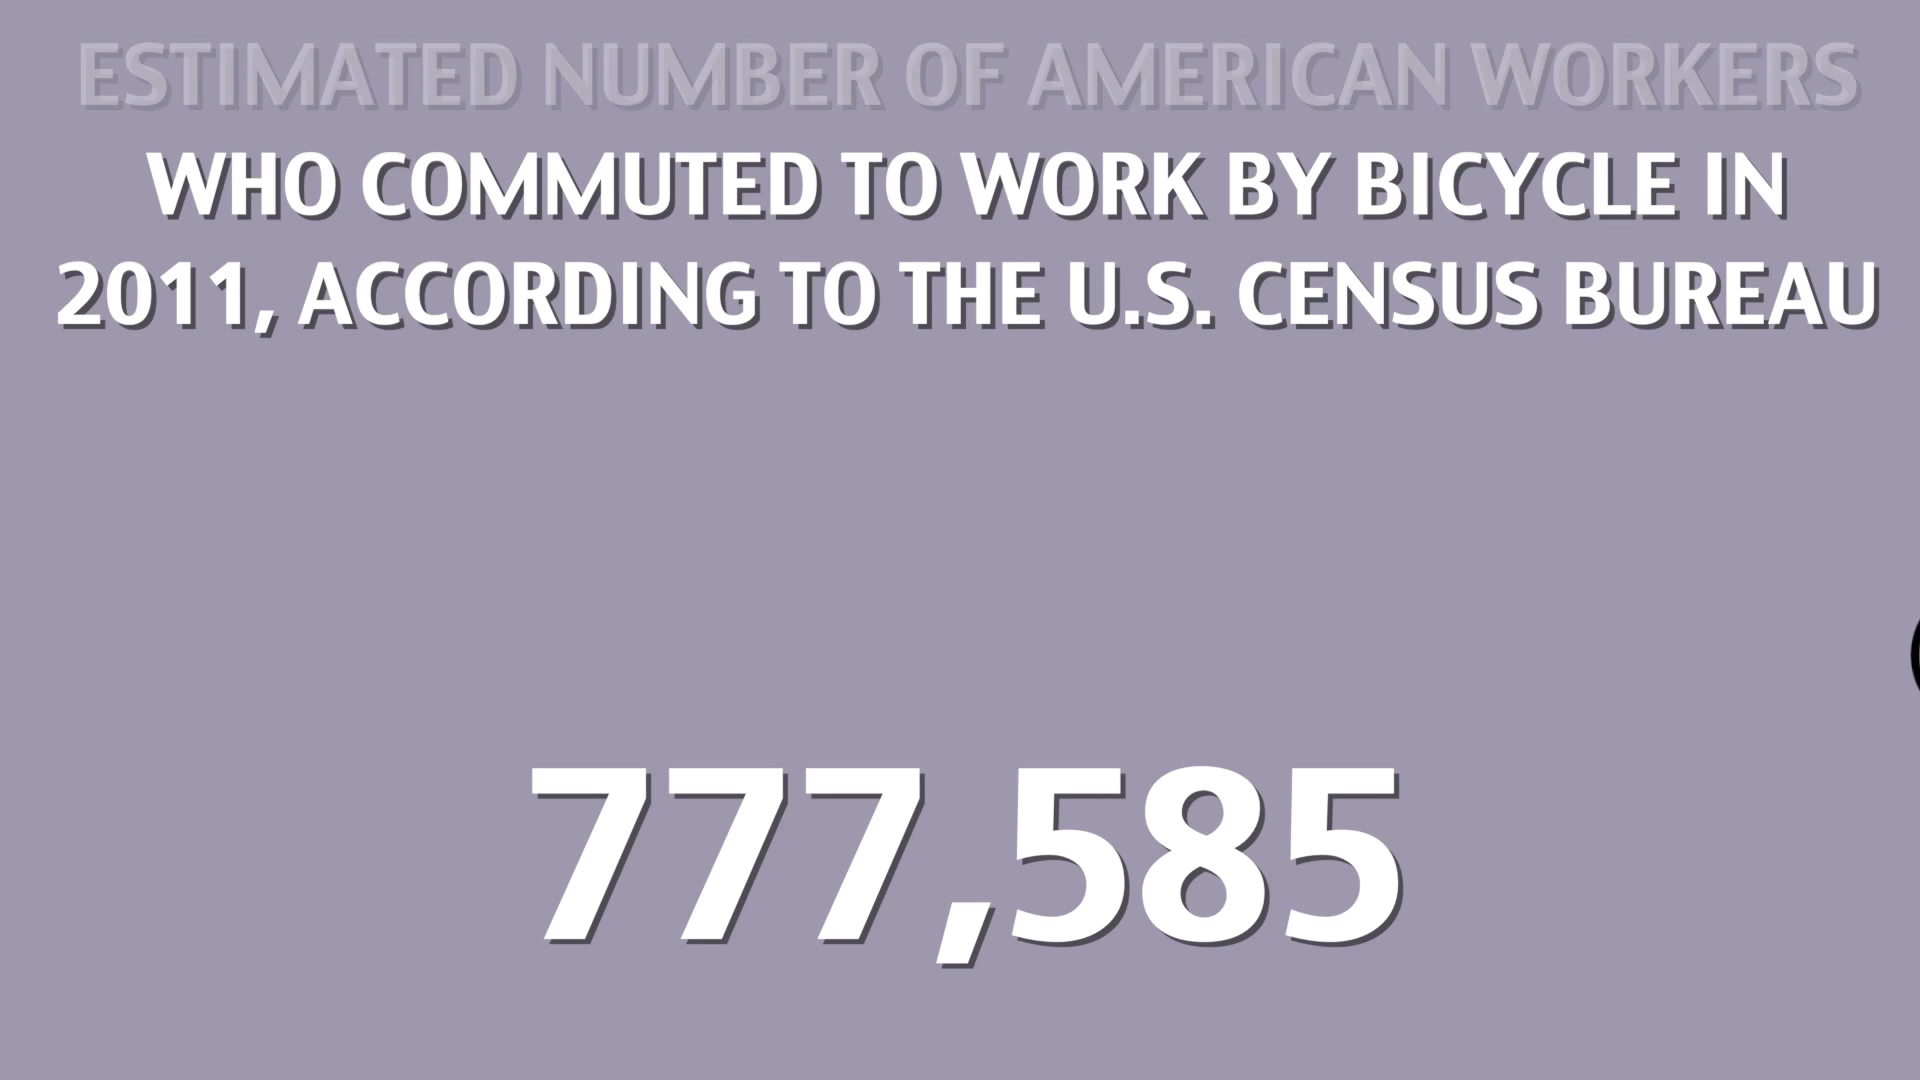 ESTIMATED NUMBER OF AMERICAN WORKERS
WHO COMMUTED TO WORK BY BICYCLE IN
2011, ACCORDING TO THE U.S. CENSUS BUREAU
777,585